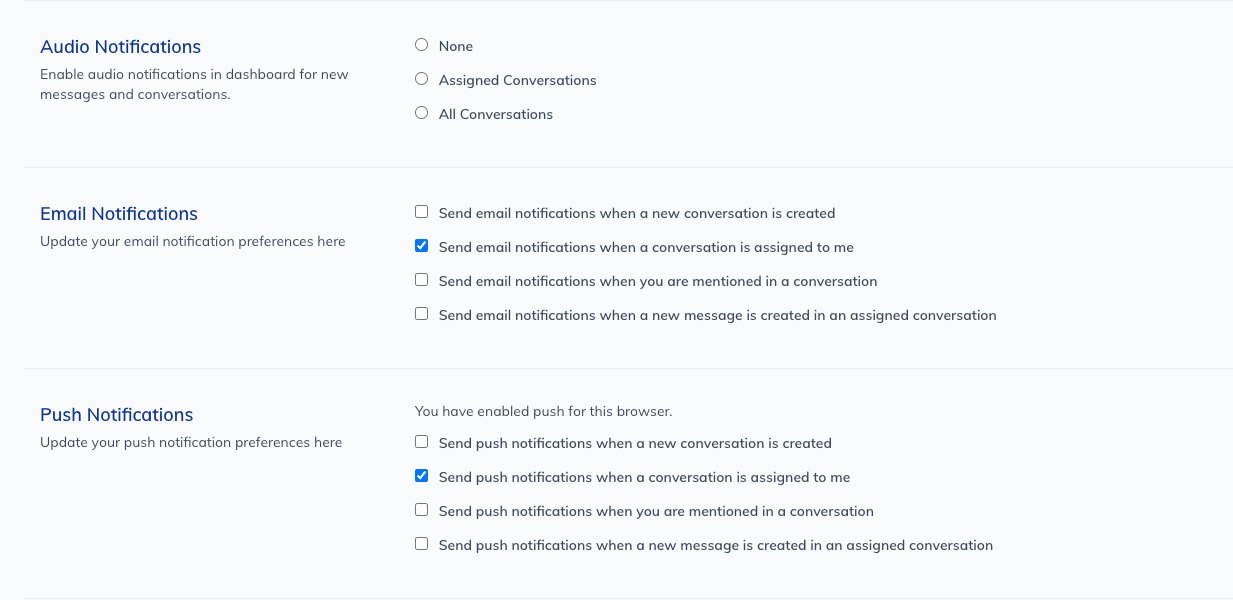 Audio Notifications
Enable audio notifications in dashboard for new
messages and conversations.
None
Assigned Conversations
All Conversations
Email Notifications
Update your email notification preferences here
Send email notifications when a new conversation is created
Send email notifications when a conversation is assigned to me
Send email notifications when you are mentioned in a conversation
Send email notifications when a new message is created in an assigned conversation
Push Notifications
Update your push notification preferences here
You have enabled push for this browser.
Send push notifications when a new conversation is created
Send push notifications when a conversation is assigned to me
Send push notifications when you are mentioned in a conversation
Send push notifications when a new message is created in an assigned conversation